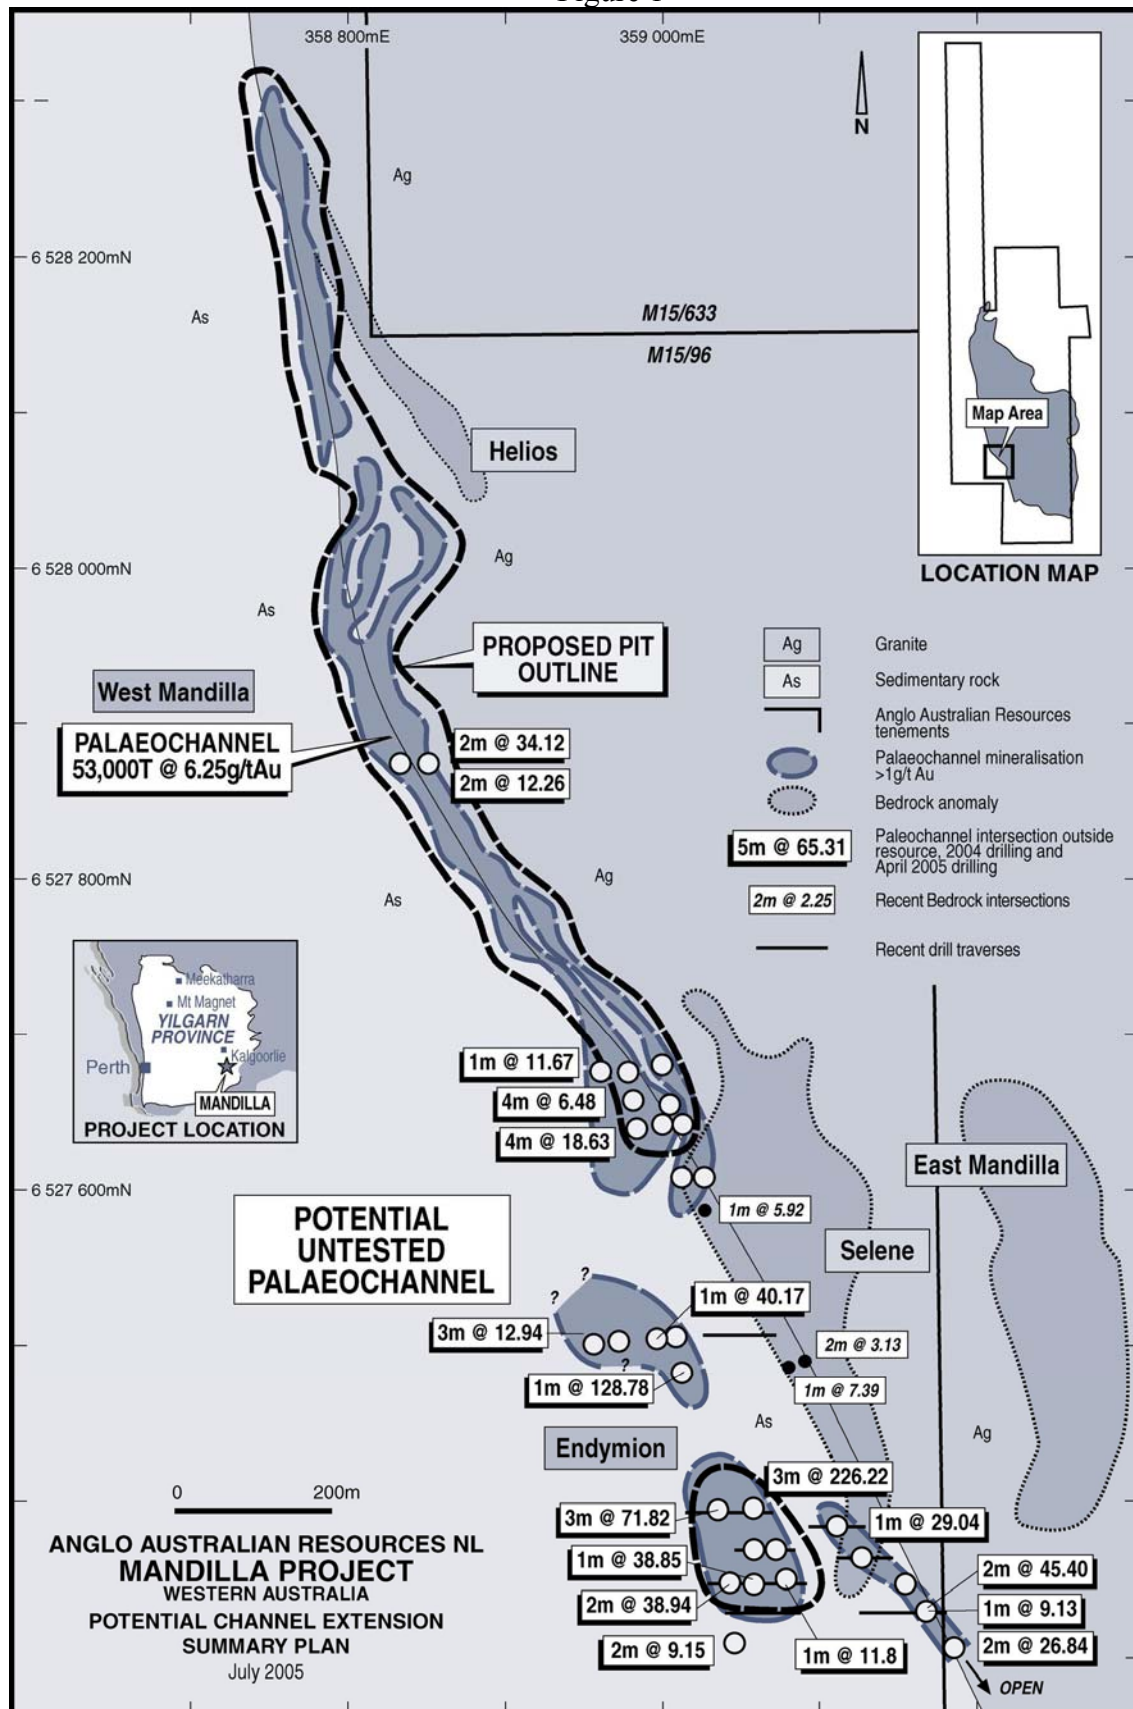 358 800mE
359 000mE
N
Ag
6 528 200mN
As
M15/633
M15/96
Map Area
Helios
LOCATION MAP
6 528 000mN
Ag
As
PROPOSED PIT
OUTLINE
West Mandilla
PALAEOCHANNEL
53,000T @ 6.25g/tAu
2m @ 34.12
2m @ 12.26
Ag
Granite
As
Sedimentary rock
Anglo Australian Resources
tenements
Palaeochannel mineralisation
>1g/t Au
Bedrock anomaly
5m @ 65.31
Paleochannel intersection outside
resource, 2004 drilling and
April 2005 drilling
2m @ 2.25
Recent Bedrock intersections
Recent drill traverses
6 527 800mN
Ag
As
Meekatharra
Mt Magnet
YILGARN
PROVINCE
Kalgoorlie
Perth
MANDILLA
PROJECT LOCATION
1m @ 11.67
4m @ 6.48
4m @ 18.63
East Mandilla
6 527 600mN
1m @ 5.92
POTENTIAL
UNTESTED
PALAEOCHANNEL
Selene
?
?
1m @ 40.17
3m @ 12.94
2m @ 3.13
?
1m @ 128.78
1m @ 7.39
As
Ag
Endymion
3m @ 226.22
3m @ 71.82
1m @ 29.04
1m @ 38.85
2m @ 45.40
2m @ 38.94
1m @ 9.13
2m @ 9.15
1m @ 11.8
2m @ 26.84
OPEN
0
200m
ANGLO AUSTRALIAN RESOURCES NL
MANDILLA PROJECT
WESTERN AUSTRALIA
POTENTIAL CHANNEL EXTENSION
SUMMARY PLAN
July 2005